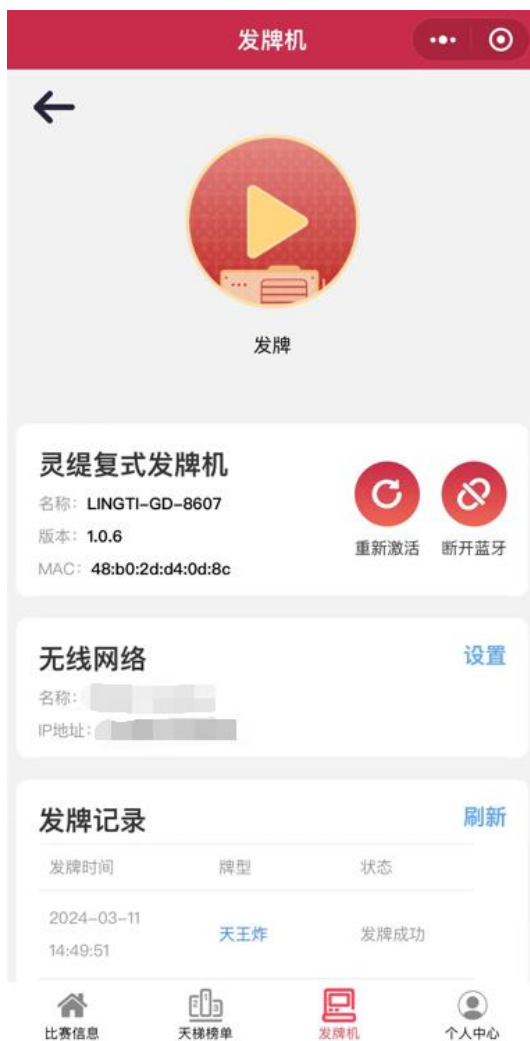 发牌机
发牌
灵缇复式发牌机
名称：LINGTI-GD-8607
版本：1.0.6
MAC：48:b0:2d:d4:0d:8c
重新激活
断开蓝牙
无线网络
设置
名称：
IP地址：
发牌记录
刷新
发牌时间 牌型 状态
2024-03-11
14:49:51
天王炸
发牌成功
比赛信息 天梯榜单 发牌机 个人中心